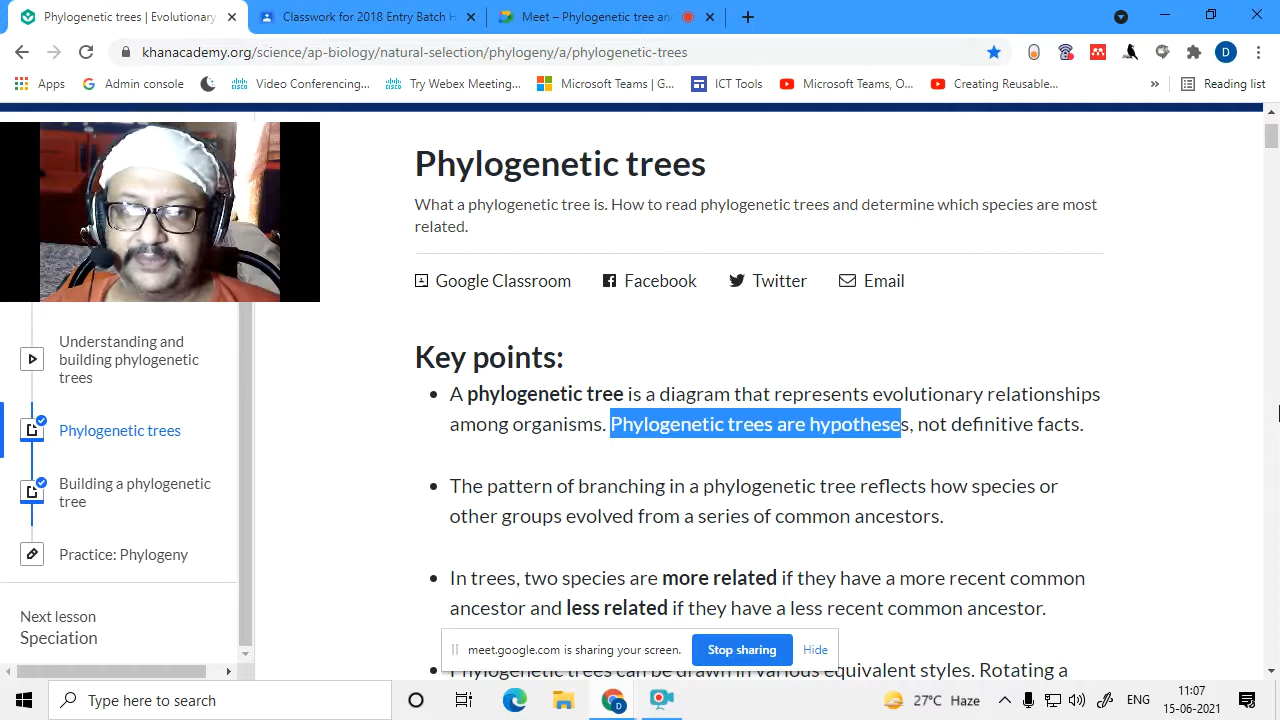 Phylogenetic trees | Evolutionary
Classwork for 2018 Entry Batch H
Meet – Phylogenetic tree and
khanacademy.org/science/ap-biology/natural-selection/phylogeny/a/phylogenetic-trees
D
Apps
Admin console
Video Conferencing...
Try Webex Meeting...
Microsoft Teams | G...
ICT Tools
Microsoft Teams, O...
Creating Reusable...
»
Reading list
Phylogenetic trees
What a phylogenetic tree is. How to read phylogenetic trees and determine which species are most
related.
Google Classroom
Facebook
Twitter
Email
Understanding and
building phylogenetic
trees
Phylogenetic trees
Building a phylogenetic
tree
Practice: Phylogeny
Next lesson
Speciation
Key points:
• A phylogenetic tree is a diagram that represents evolutionary relationships
among organisms. Phylogenetic trees are hypotheses, not definitive facts.
• The pattern of branching in a phylogenetic tree reflects how species or
other groups evolved from a series of common ancestors.
• In trees, two species are more related if they have a more recent common
ancestor and less related if they have a less recent common ancestor.
meet.google.com is sharing your screen.
Stop sharing
Hide
• Phylogenetic trees can be drawn in various equivalent styles. Rotating a
Type here to search
D
27°C Haze
ENG
11:07
15-06-2021